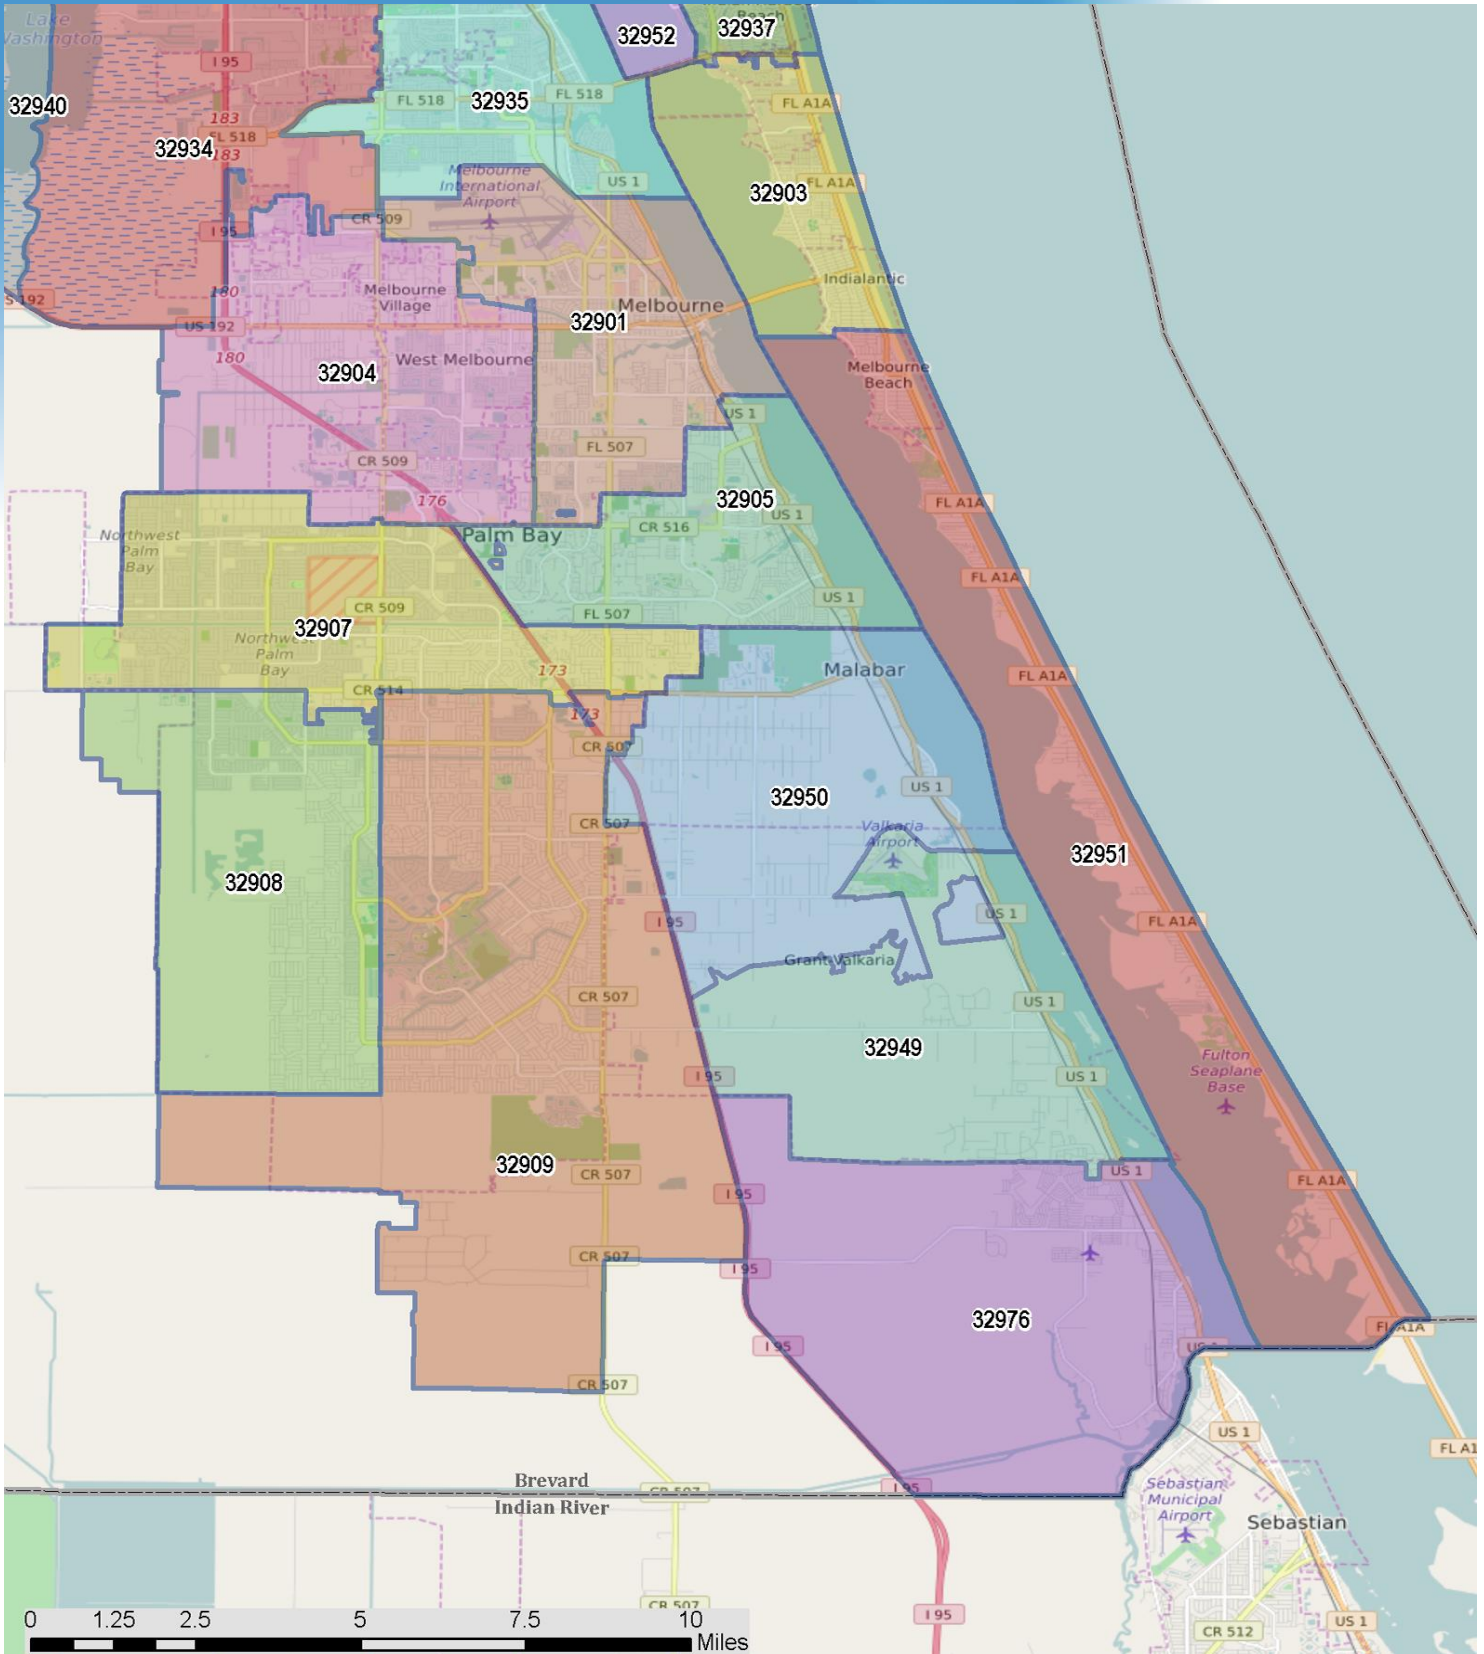 Lake
Washington
Beach
32952
32937
I 95
32940
FL 518
32935
FL 518
FL A1A
183
FL 518
32934
183
Melbourne
International
Airport
US 1
FL A1A
32903
CR 509
I 95
Indialantic
180
Melbourne
Village
S 192
Melbourne
32901
US 192
180
West Melbourne
32904
Melbourne
Beach
US 1
FL 507
CR 509
176
32905
FL A1A
US 1
CR 516
Palm Bay
Northwest
Palm
Bay
FL A1A
US 1
CR 509
FL 507
32907
Northwest
Palm
Bay
173
Malabar
FL A1A
CR 514
173
CR 507
US 1
32950
CR 507
Valkaria
Airport
32951
32908
US 1
I 95
FL A1A
Grant-Valkaria
CR 507
US 1
32949
Fulton
Seaplane
Base
I 95
US 1
32909
CR 507
US 1
I 95
FL A1A
CR 507
I 95
32976
FL A1A
I 95
US 1
CR 507
US 1
FL A1
Brevard
Indian River
CR 507
I 95
Sebastian
Municipal
Airport
Sebastian
CR 507
I 95
US 1
CR 512
0 1.25 2.5 5 7.5 10
Miles